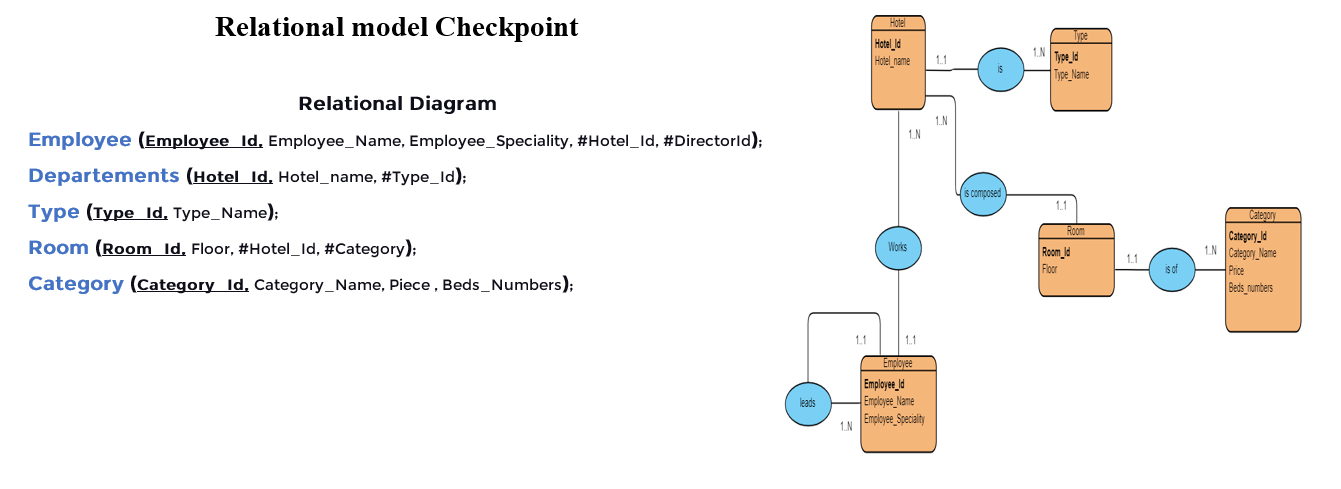 Relational model Checkpoint
Relational Diagram
Employee (Employee_Id, Employee_Name, Employee_Speciality, #Hotel_Id, #DirectorId);
Departements (Hotel_Id, Hotel_name, #Type_Id);
Type (Type_Id, Type_Name);
Room (Room_Id, Floor, #Hotel_Id, #Category);
Category (Category_Id, Category_Name, Piece , Beds_Numbers);
Hotel
Hotel_Id
Hotel_name
1..1
is
1..N
Type
Type_Id
Type_Name
1..N
1..N
is composed
1..1
Room
Room_Id
Floor
1..1
is of
1..N
Category
Category_Id
Category_Name
Price
Beds_numbers
Works
1..1
1..1
Employee
Employee_Id
Employee_Name
Employee_Speciality
leads
1..N